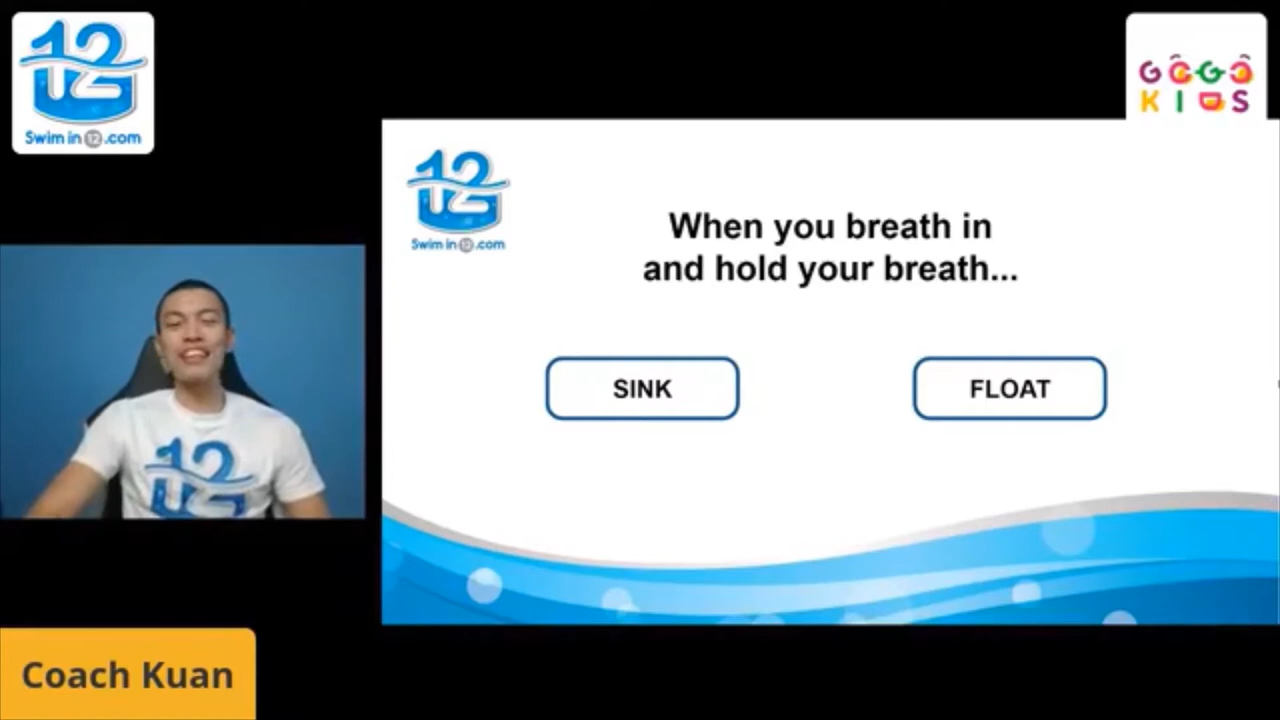 12
Swim in 12 .com
GOGO
KIDS
12
Swim in 12 .com
When you breath in
and hold your breath...
SINK
FLOAT
12
Coach Kuan